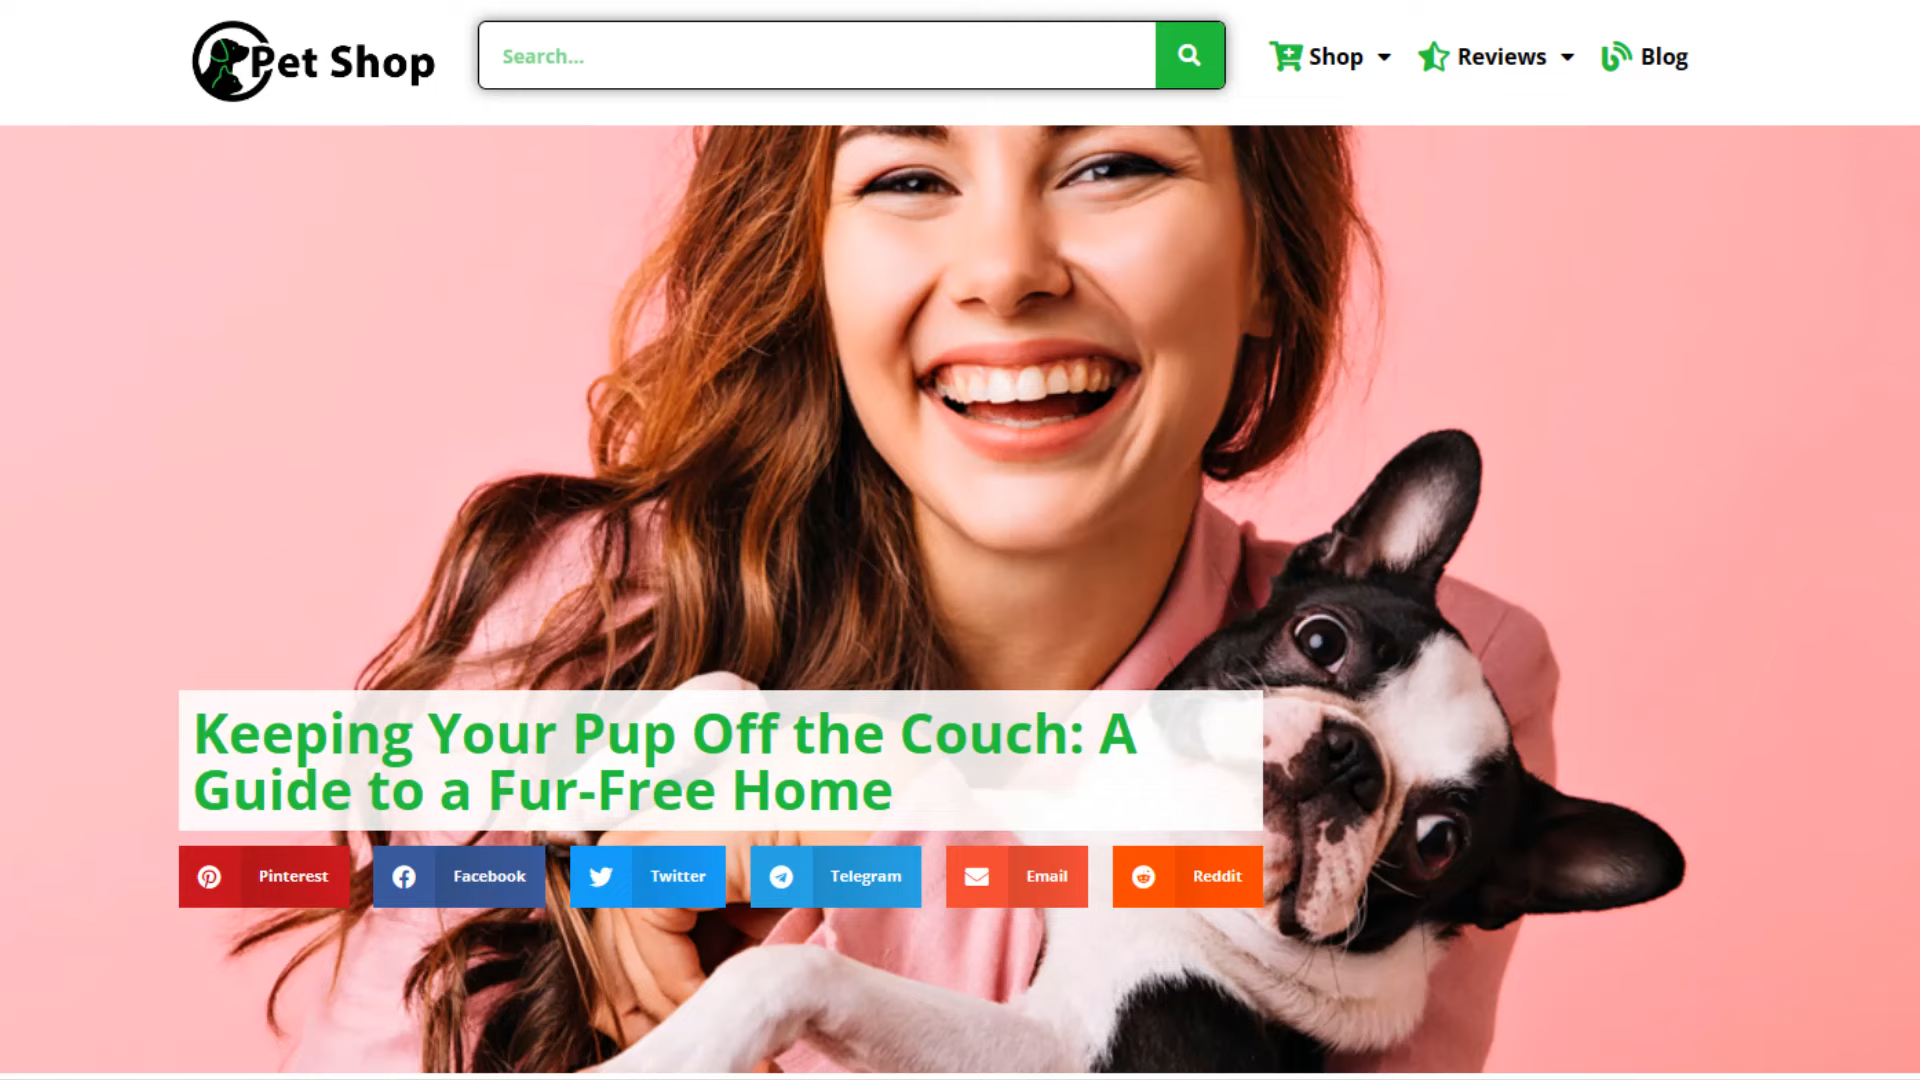 Pet Shop
Search...
Shop
Reviews
Blog
Keeping Your Pup Off the Couch: A
Guide to a Fur-Free Home
Pinterest
Facebook
Twitter
Telegram
Email
Reddit